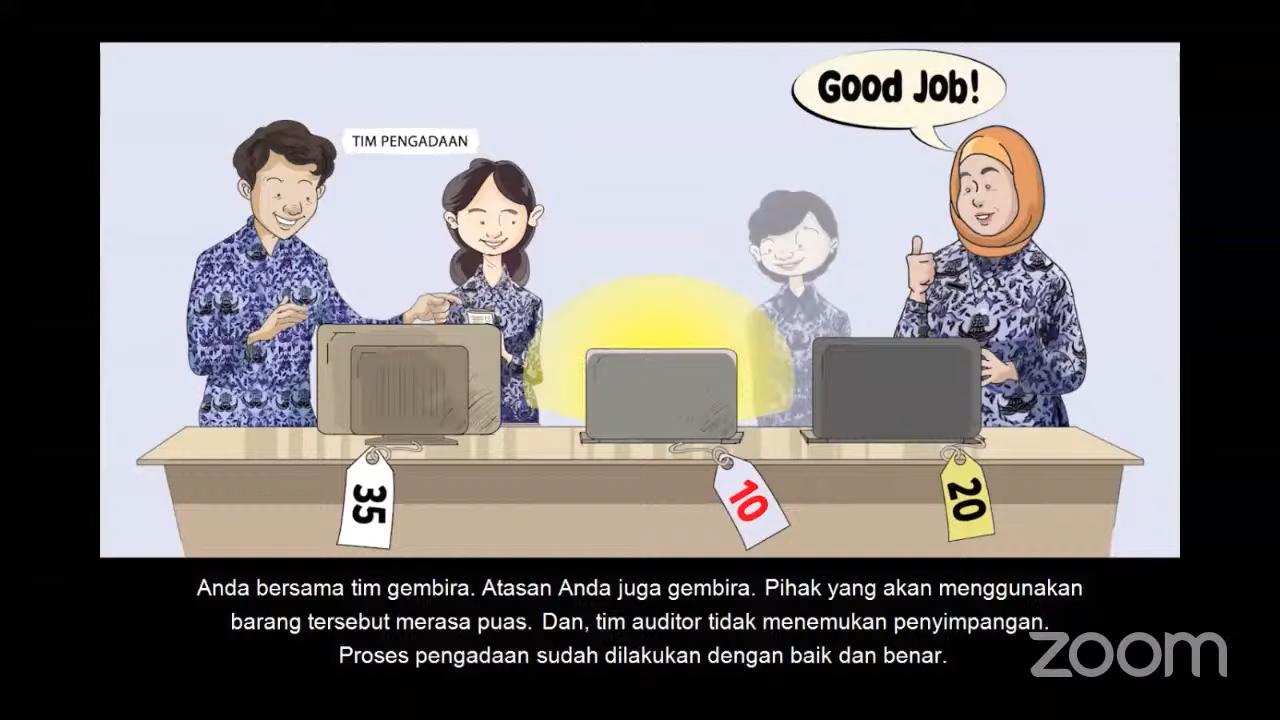 Good Job!
TIM PENGADAAN
35
10
20
Anda bersama tim gembira. Atasan Anda juga gembira. Pihak yang akan menggunakan
barang tersebut merasa puas. Dan, tim auditor tidak menemukan penyimpangan.
Proses pengadaan sudah dilakukan dengan baik dan benar.
zoom